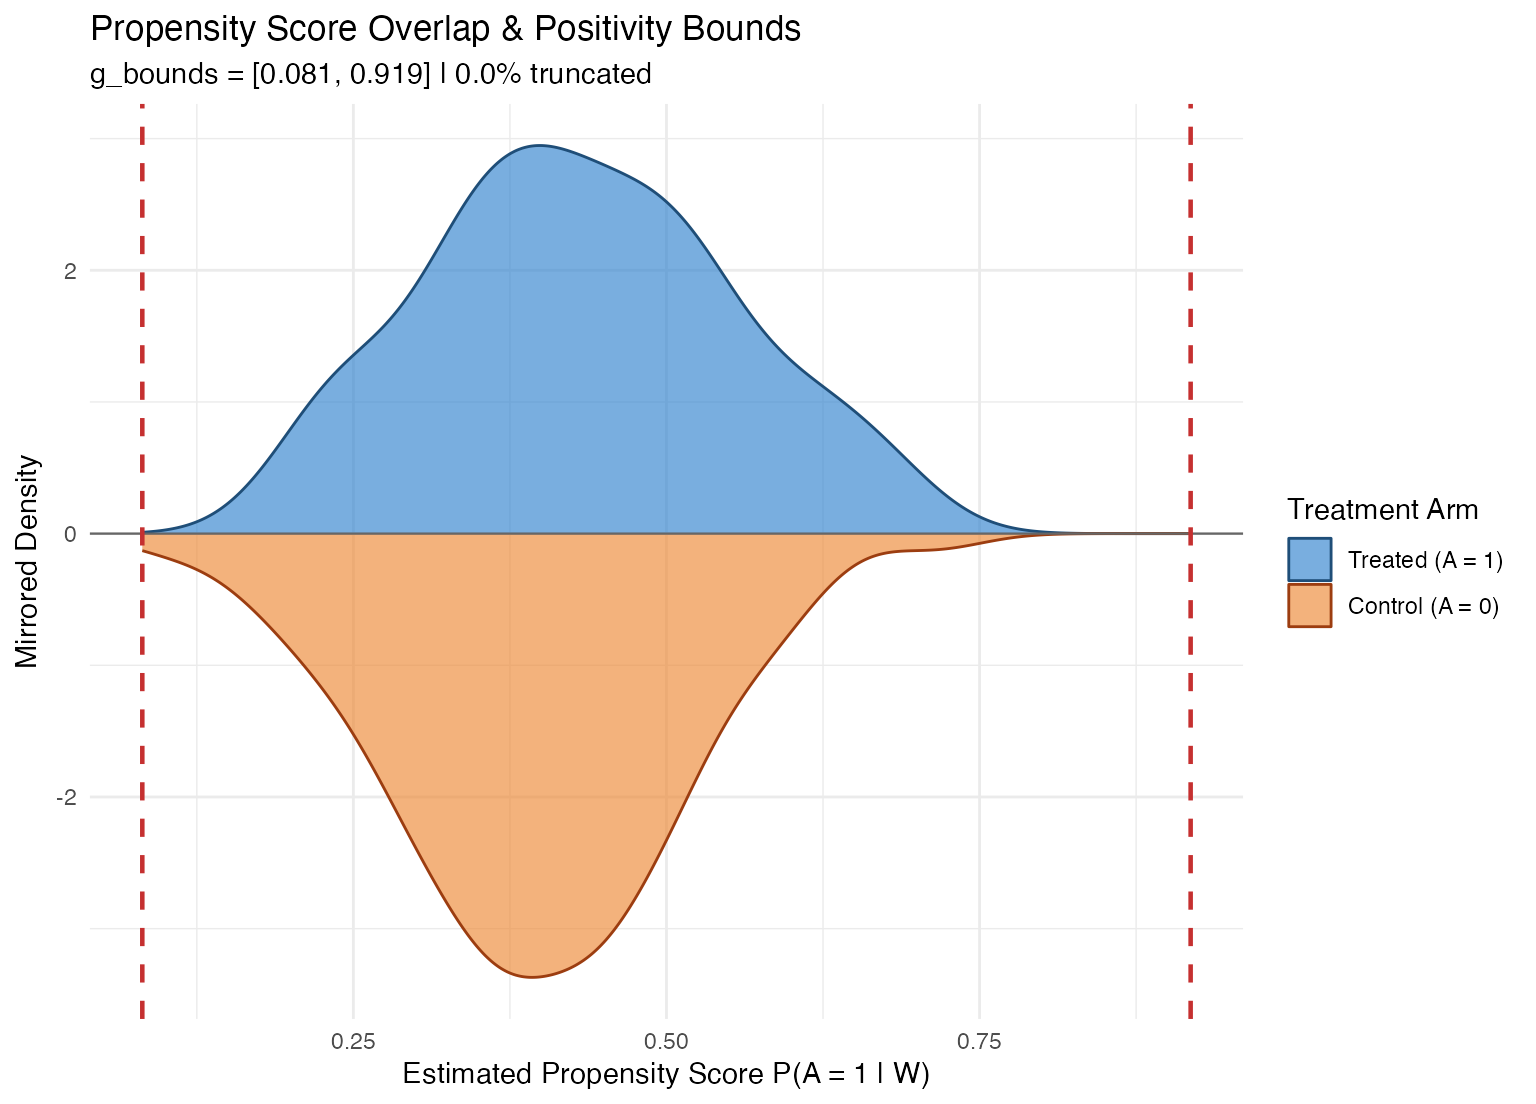 Propensity Score Overlap & Positivity Bounds
g_bounds = [0.081, 0.919] | 0.0% truncated
Mirrored Density
2
0
-2
0.25
0.50
0.75
Estimated Propensity Score P(A = 1 | W)
Treatment Arm
Treated (A = 1)
Control (A = 0)